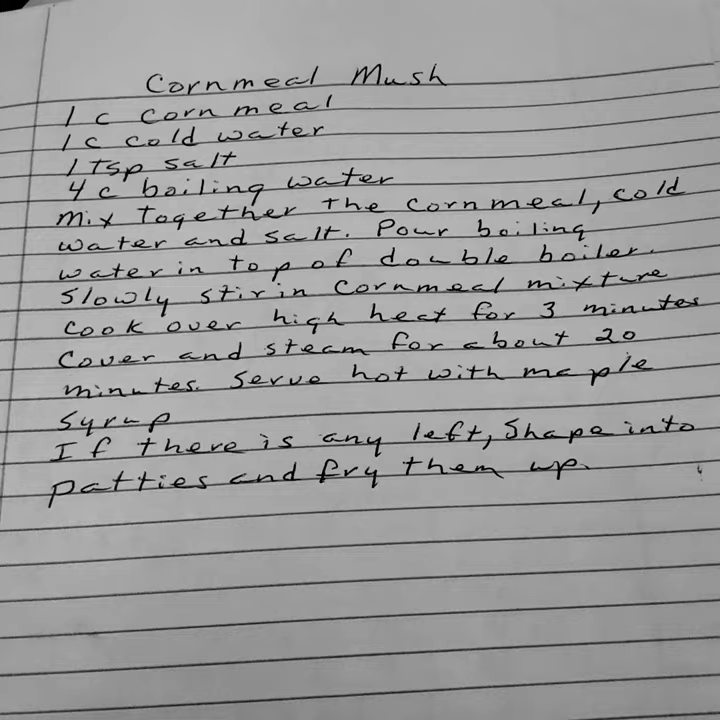 Cornmeal Mush
1 c cornmeal
1 c cold water
1 Tsp salt
4 c boiling water
mix together the cornmeal, cold
water and salt. Pour boiling
water in top of double boiler.
Slowly stir in cornmeal mixture
cook over high heat for 3 minutes
Cover and steam for about 20
minutes. Serve hot with maple
Syrup
If there is any left, Shape into
patties and fry them up.